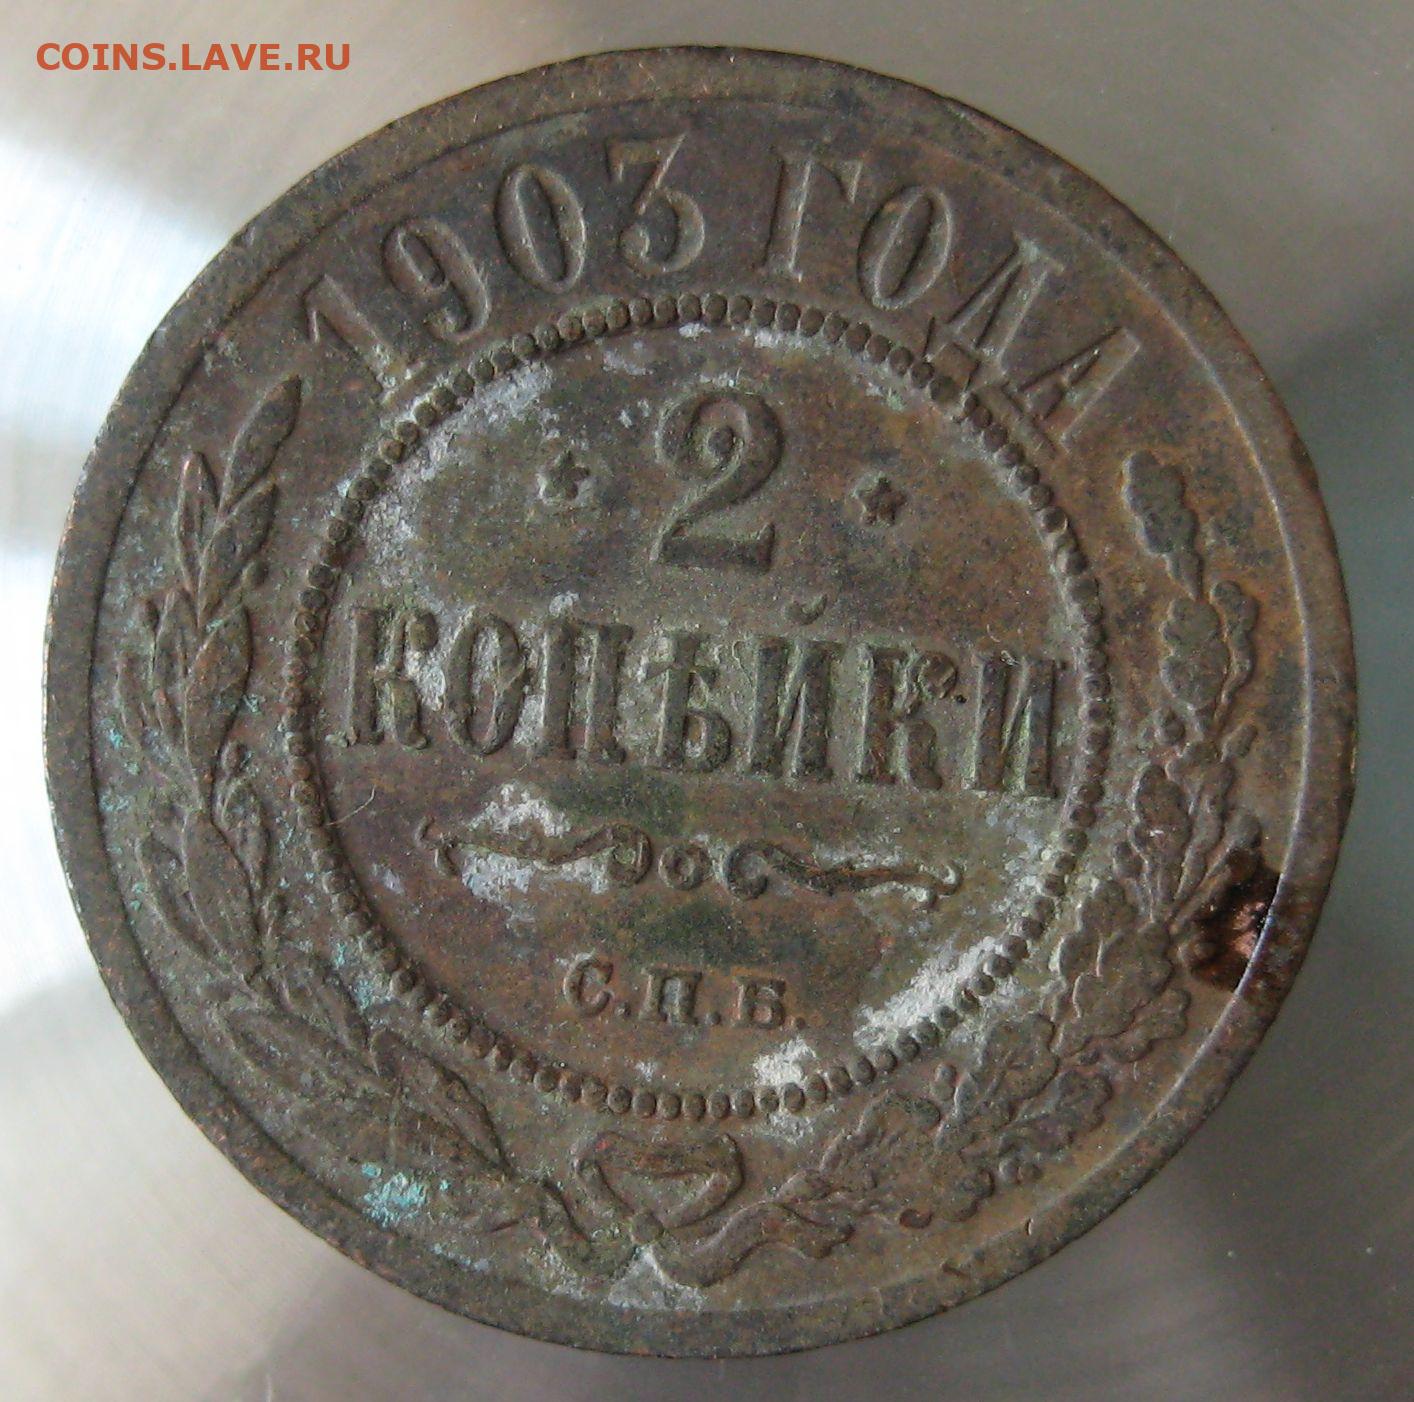 COINS.LAVE.RU
1903 ГОДА
* 2 *
КОПѢЙКИ
С.П.Б.